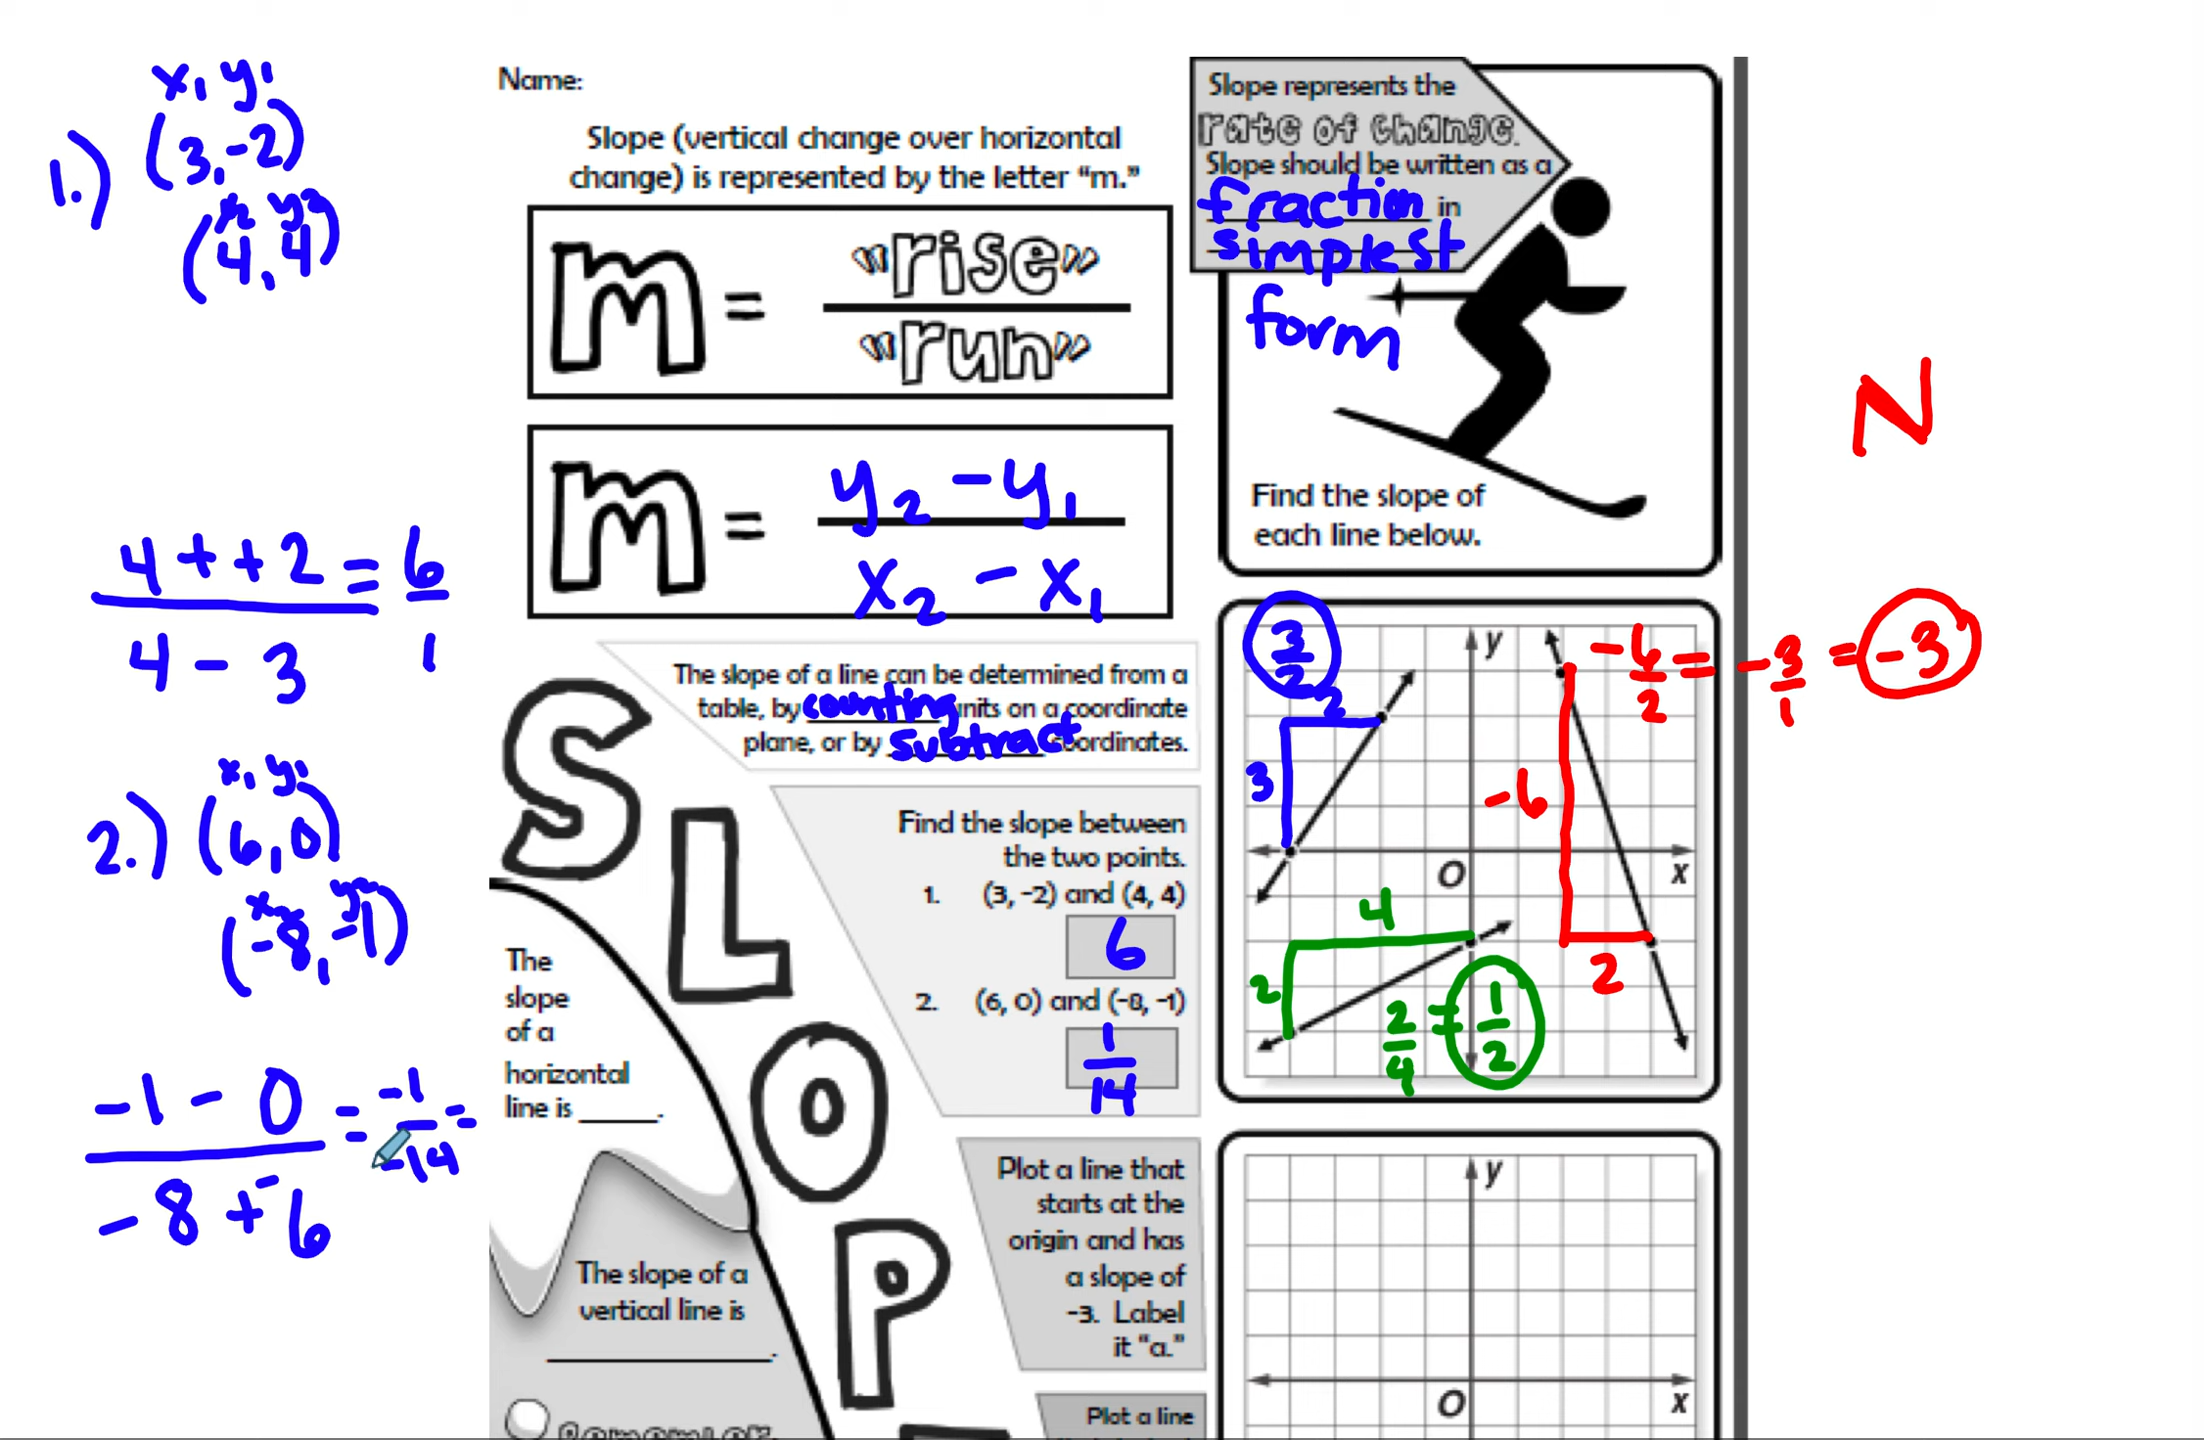 x1 y1
1.) (3,-2)
x2 y2
(4,4)
4 + + 2 = 6
4 - 3 1
x1 y1
2.) (6,0)
x2 y2
(-8,-1)
-1 - 0 = -1 =
-8 + -6 -14
Name:
Slope (vertical change over horizontal
change) is represented by the letter “m.”
m = "rise"
"run"
m = y2 - y1
x2 - x1
The slope of a line can be determined from a
table, by counting units on a coordinate
plane, or by subtract coordinates.
SLOP
Find the slope between
the two points.
1. (3, -2) and (4, 4)
6
2. (6, 0) and (-8, -1)
1
14
The
slope
of a
horizontal
line is ______.
The slope of a
vertical line is
______________.
Remember
Plot a line that
starts at the
origin and has
a slope of
-3. Label
it “a.”
Plot a line
Slope represents the
rate of change.
Slope should be written as a
fraction in
simplest
form
Find the slope of
each line below.
N
3
2
2
3
y
-6
2 = -3
1 = -3
-6
2
O
x
4
2
2
4 = 1
2
y
O
x